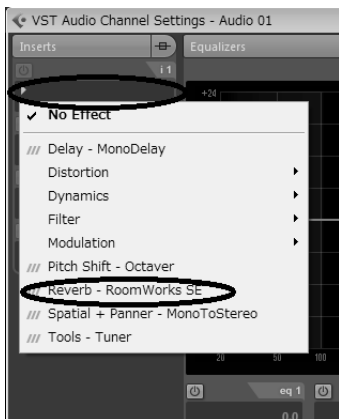 VST Audio Channel Settings - Audio 01
Inserts
Equalizers
i1
+24
No Effect
/// Delay - MonoDelay
Distortion
Dynamics
Filter
Modulation
/// Pitch Shift - Octaver
/// Reverb - RoomWorks SE
/// Spatial + Panner - MonoToStereo
/// Tools - Tuner
20 50 100
eq 1
0.0